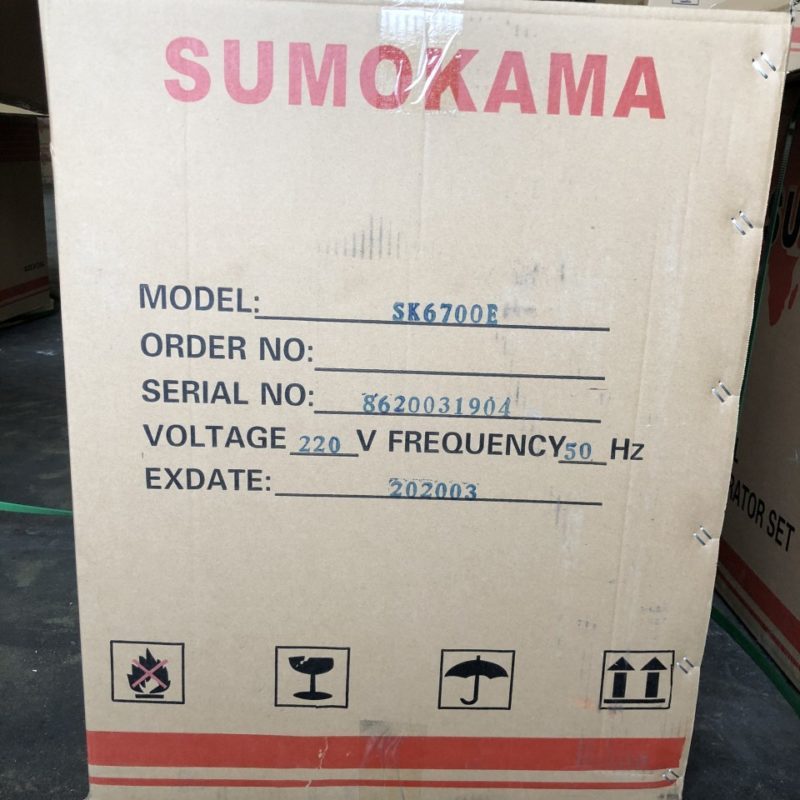 SUMOKAMA
MODEL: SK6700E
ORDER NO:
SERIAL NO: 8620031904
VOLTAGE 220 V FREQUENCY 50 Hz
EXDATE: 202003
RATOR SET